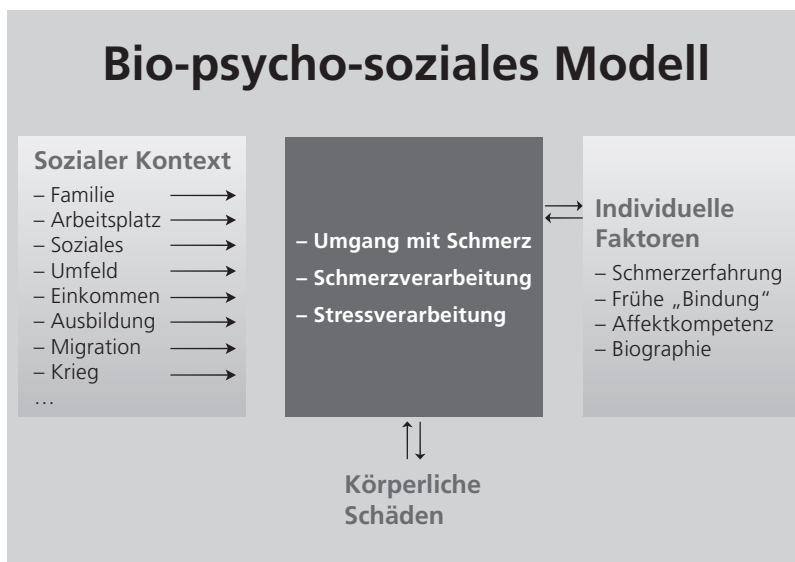 Bio-psycho-soziales Modell
Sozialer Kontext
– Familie
– Arbeitsplatz
– Soziales
– Umfeld
– Einkommen
– Ausbildung
– Migration
– Krieg
…
– Umgang mit Schmerz
– Schmerzverarbeitung
– Stressverarbeitung
Individuelle
Faktoren
– Schmerzerfahrung
– Frühe „Bindung“
– Affektkompetenz
– Biographie
Körperliche
Schäden